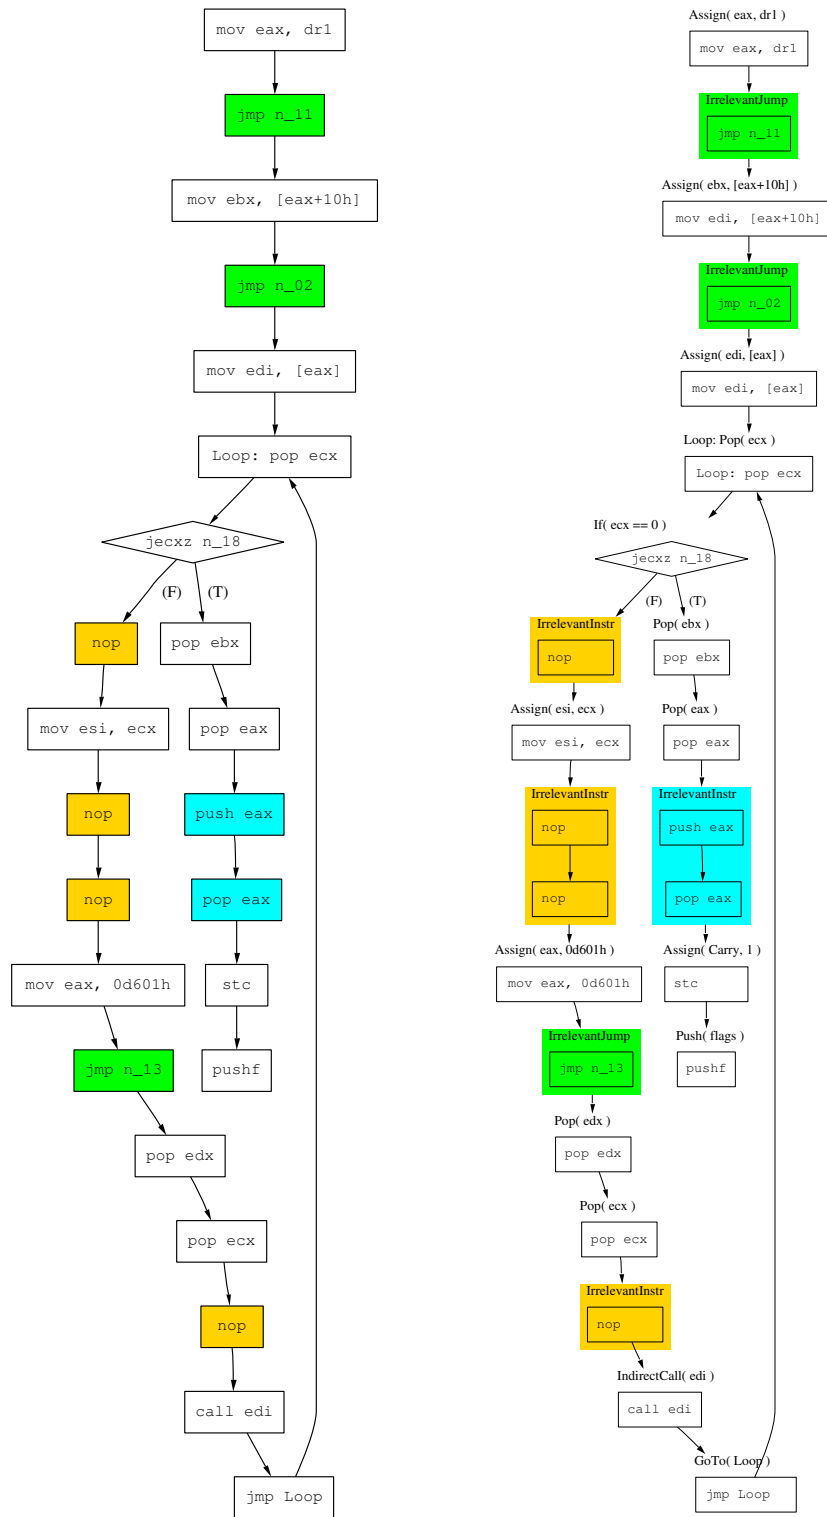 mov eax, dr1
jmp n_11
mov ebx, [eax+10h]
jmp n_02
mov edi, [eax]
Loop: pop ecx
jecxz n_18
(F)
(T)
nop
pop ebx
mov esi, ecx
pop eax
nop
push eax
nop
pop eax
mov eax, 0d601h
stc
jmp n_13
pushf
pop edx
pop ecx
nop
call edi
jmp Loop
Assign( eax, dr1 )
mov eax, dr1
IrrelevantJump
jmp n_11
Assign( ebx, [eax+10h] )
mov edi, [eax+10h]
IrrelevantJump
jmp n_02
Assign( edi, [eax] )
mov edi, [eax]
Loop: Pop( ecx )
Loop: pop ecx
If( ecx == 0 )
jecxz n_18
(F)
(T)
IrrelevantInstr
Pop( ebx )
nop
pop ebx
Assign( esi, ecx )
Pop( eax )
mov esi, ecx
pop eax
IrrelevantInstr
IrrelevantInstr
nop
push eax
nop
pop eax
Assign( eax, 0d601h )
Assign( Carry, 1 )
mov eax, 0d601h
stc
IrrelevantJump
Push( flags )
jmp n_13
pushf
Pop( edx )
pop edx
Pop( ecx )
pop ecx
IrrelevantInstr
nop
IndirectCall( edi )
call edi
GoTo( Loop )
jmp Loop